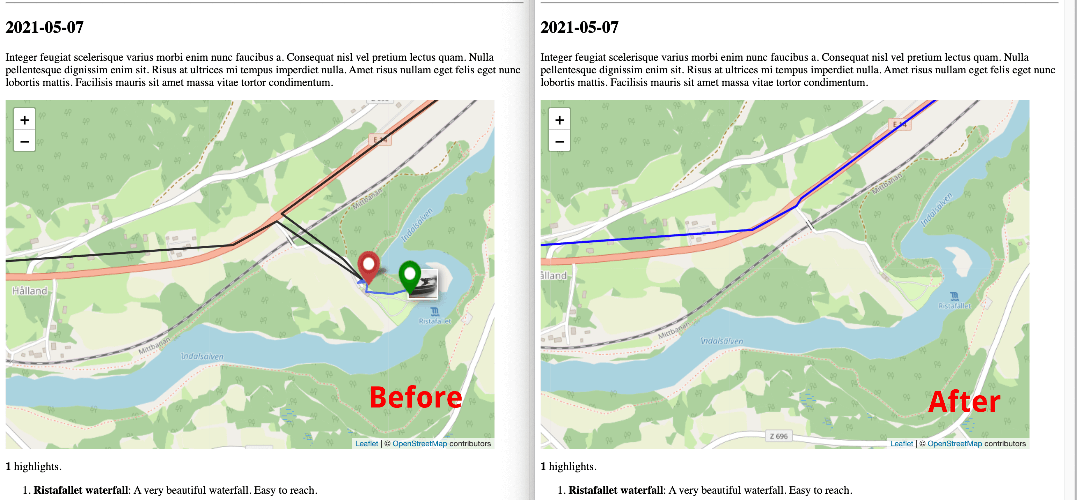 2021-05-07
Integer feugiat scelerisque varius morbi enim nunc faucibus a. Consequat nisl vel pretium lectus quam. Nulla
pellentesque dignissim enim sit. Risus at ultrices mi tempus imperdiet nulla. Amet risus nullam eget felis eget nunc
lobortis mattis. Facilisis mauris sit amet massa vitae tortor condimentum.
+
−
Mittbanan
Indalsälven
Hålland
Ristafallet
Mittbanan
Indalsälven
Before
Leaflet | © OpenStreetMap contributors
1 highlights.
1. Ristafallet waterfall: A very beautiful waterfall. Easy to reach.
2021-05-07
Integer feugiat scelerisque varius morbi enim nunc faucibus a. Consequat nisl vel pretium lectus quam. Nulla
pellentesque dignissim enim sit. Risus at ultrices mi tempus imperdiet nulla. Amet risus nullam eget felis eget nunc
lobortis mattis. Facilisis mauris sit amet massa vitae tortor condimentum.
+
−
E 14
Mittbanan
Indalsälven
ålland
Ristafallet
Mittbanan
Indalsälven
After
Z 696
Leaflet | © OpenStreetMap contributors
1 highlights.
1. Ristafallet waterfall: A very beautiful waterfall. Easy to reach.